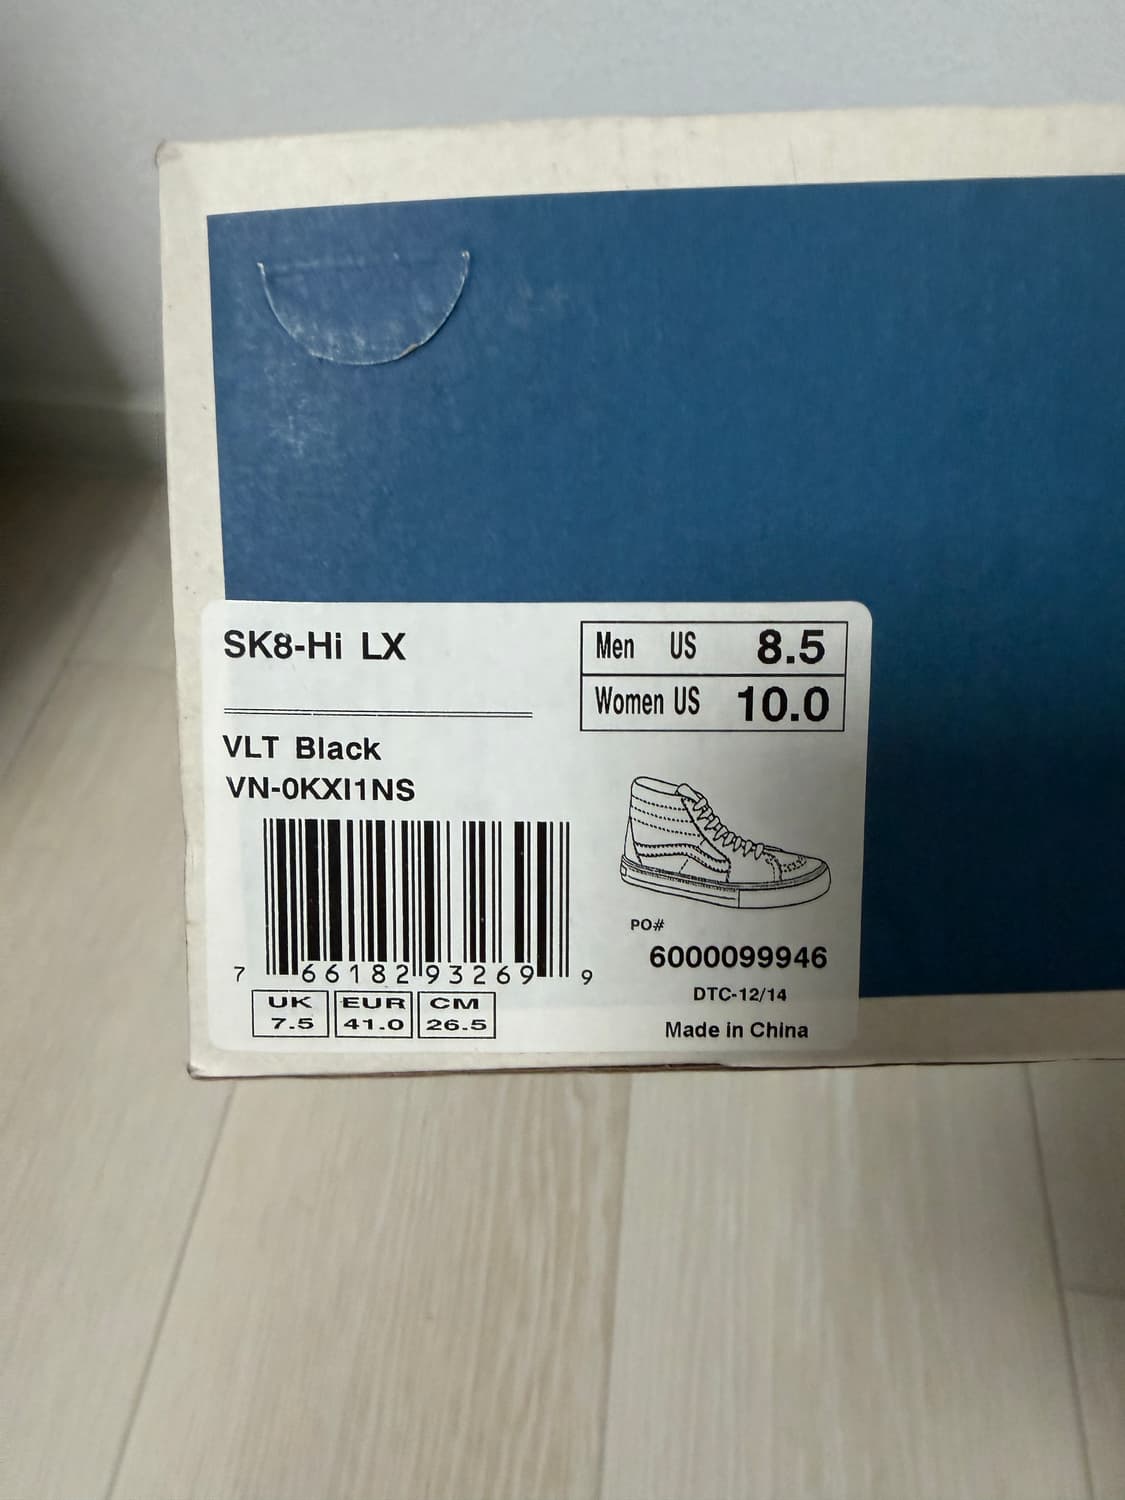 SK8-Hi LX
Men US 8.5
Women US 10.0
VLT Black
VN-0KXI1NS
7 66182 93269 9
UK EUR CM
7.5 41.0 26.5
PO#
6000099946
DTC-12/14
Made in China